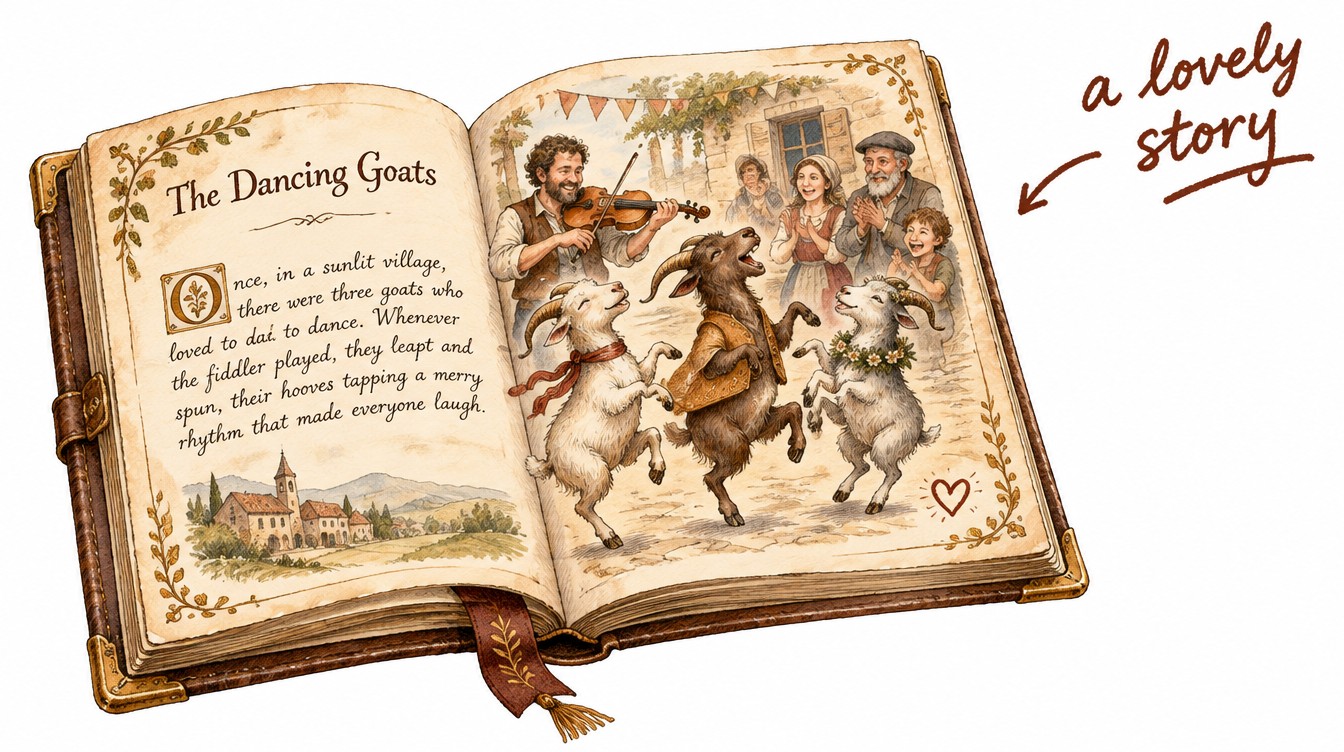 The Dancing Goats
Once, in a sunlit village,
there were three goats who
loved to to dance. Whenever
the fiddler played, they leapt and
spun, their hooves tapping a merry
rhythm that made everyone laugh.
a lovely
story